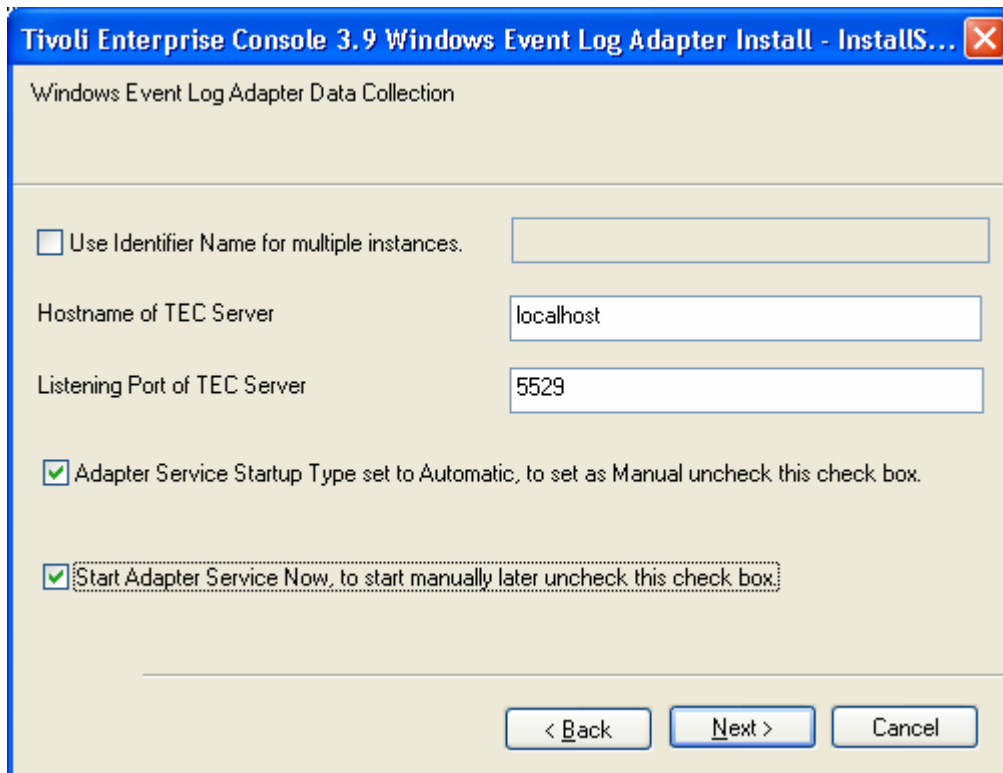 Tivoli Enterprise Console 3.9 Windows Event Log Adapter Install - InstallS...
Windows Event Log Adapter Data Collection
Use Identifier Name for multiple instances.
Hostname of TEC Server
localhost
Listening Port of TEC Server
5529
Adapter Service Startup Type set to Automatic, to set as Manual uncheck this check box.
Start Adapter Service Now, to start manually later uncheck this check box.
< Back Next > Cancel